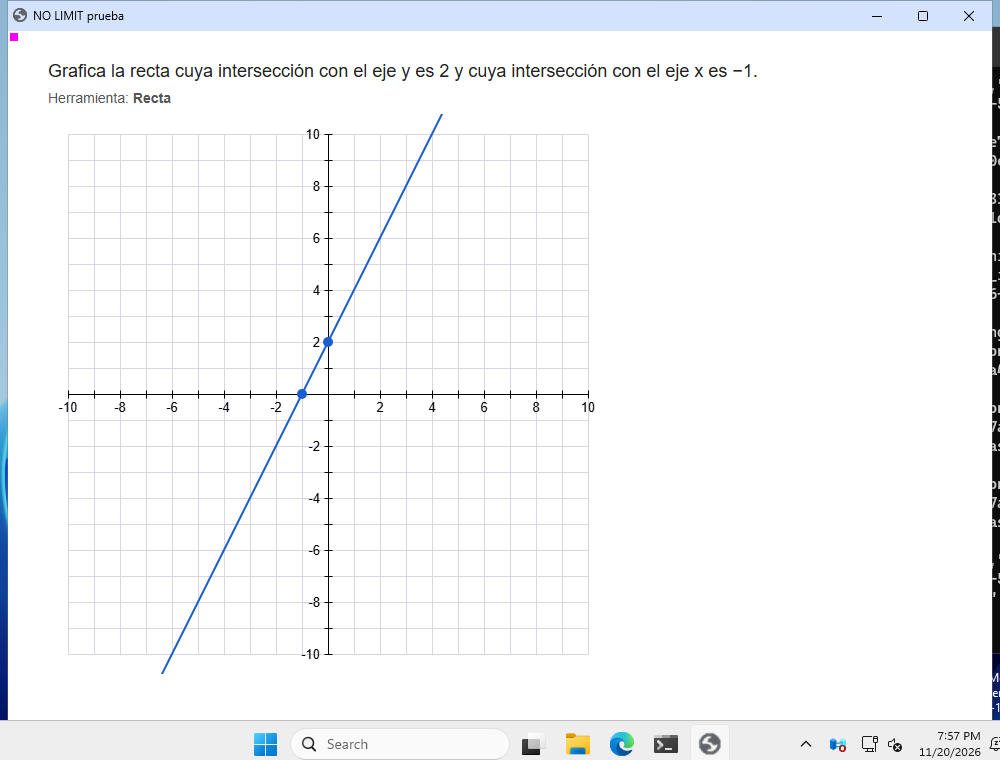 NO LIMIT prueba
Grafica la recta cuya intersección con el eje y es 2 y cuya intersección con el eje x es −1.
Herramienta: Recta
10
8
6
4
2
-10 -8 -6 -4 -2 2 4 6 8 10
-2
-4
-6
-8
-10
Search
7:57 PM
11/20/2026